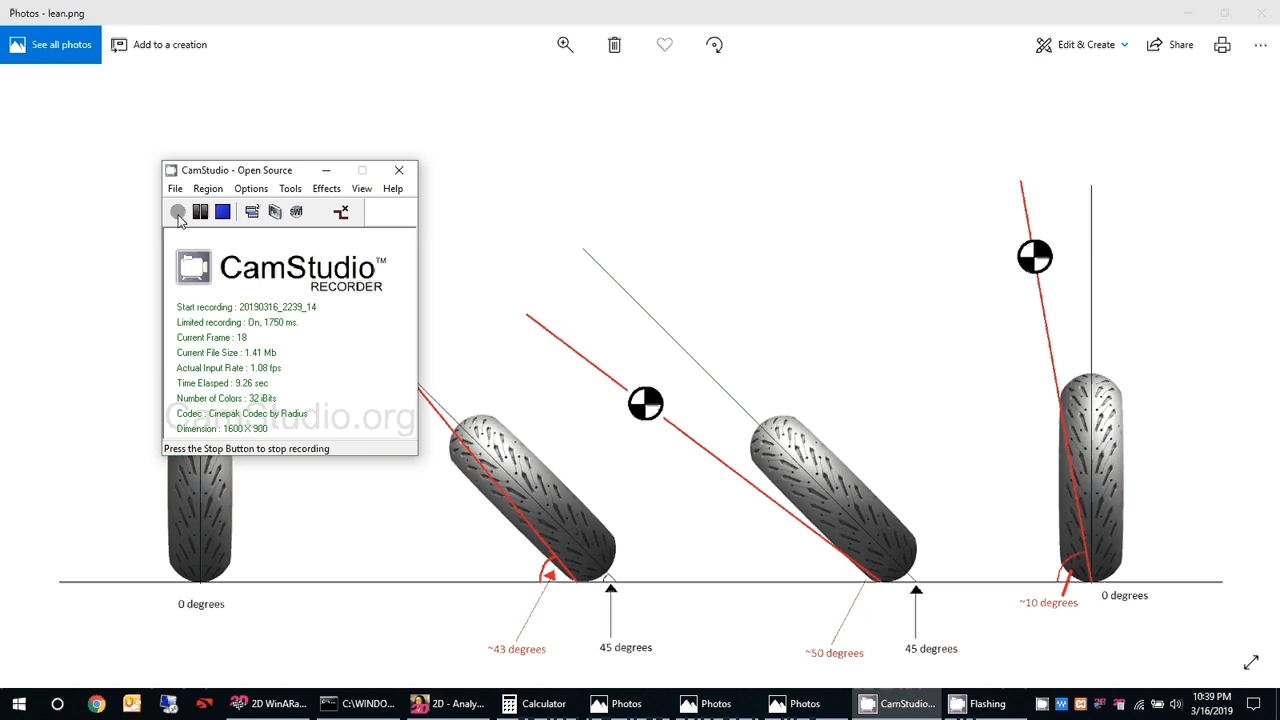 Photos - lean.png
See all photos
Add to a creation
Edit & Create
Share
CamStudio - Open Source
File Region Options Tools Effects View Help
CamStudio™
RECORDER
Start recording : 20190316_2239_14
Limited recording : On, 1750 ms.
Current Frame : 18
Current File Size : 1.41 Mb
Actual Input Rate : 1.08 fps
Time Elasped : 9.26 sec
Number of Colors : 32 iBits
Codec : Cinepak Codec by Radius
Dimension : 1600 X 900
CamStudio.org
Press the Stop Button to stop recording
0 degrees
~43 degrees
45 degrees
~50 degrees
45 degrees
~10 degrees
0 degrees
2D WinARa...
C:\WINDO...
2D - Analy...
Calculator
Photos
Photos
Photos
CamStudio...
Flashing
10:39 PM
3/16/2019